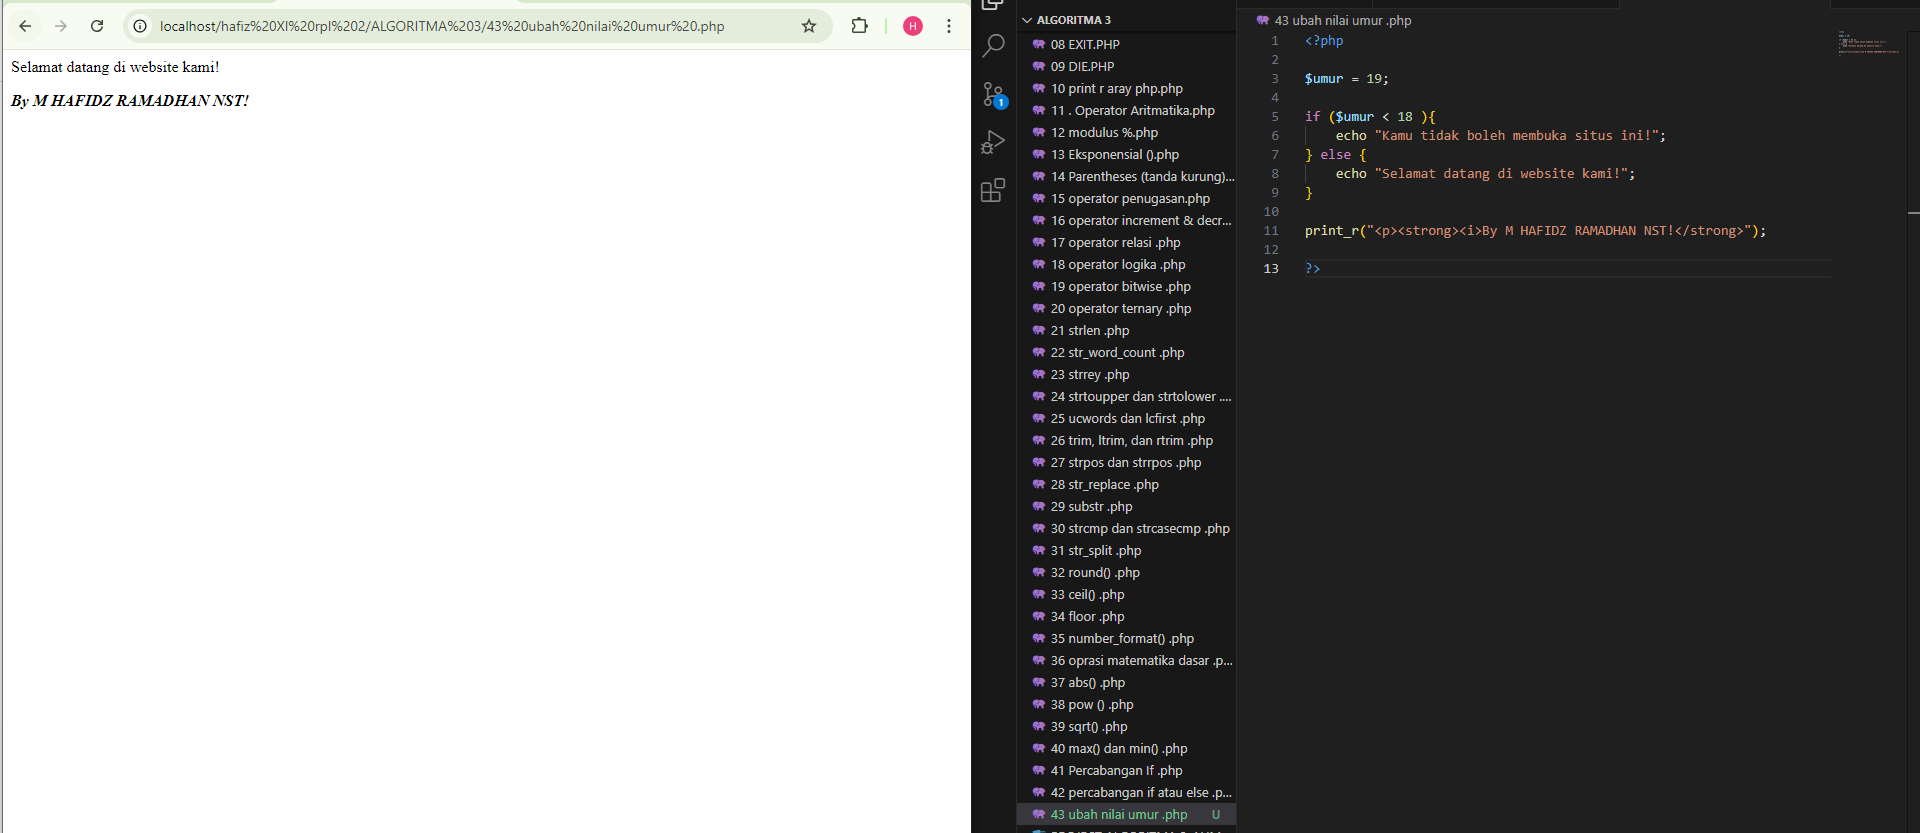 localhost/hafiz%20XI%20rpl%202/ALGORITMA%203/43%20ubah%20nilai%20umur%20.php
H
Selamat datang di website kami!
By M HAFIDZ RAMADHAN NST!
1
ALGORITMA 3
08 EXIT.PHP
09 DIE.PHP
10 print r aray php.php
11 . Operator Aritmatika.php
12 modulus %.php
13 Eksponensial ().php
14 Parentheses (tanda kurung)...
15 operator penugasan.php
16 operator increment & decr...
17 operator relasi .php
18 operator logika .php
19 operator bitwise .php
20 operator ternary .php
21 strlen .php
22 str_word_count .php
23 strrey .php
24 strtoupper dan strtolower ....
25 ucwords dan lcfirst .php
26 trim, ltrim, dan rtrim .php
27 strpos dan strrpos .php
28 str_replace .php
29 substr .php
30 strcmp dan strcasecmp .php
31 str_split .php
32 round() .php
33 ceil() .php
34 floor .php
35 number_format() .php
36 oprasi matematika dasar .p...
37 abs() .php
38 pow () .php
39 sqrt() .php
40 max() dan min() .php
41 Percabangan If .php
42 percabangan if atau else .p...
43 ubah nilai umur .php U
43 ubah nilai umur .php
1 <?php
2
3 $umur = 19;
4
5 if ($umur < 18 ){
6 echo "Kamu tidak boleh membuka situs ini!";
7 } else {
8 echo "Selamat datang di website kami!";
9 }
10
11 print_r("<p><strong><i>By M HAFIDZ RAMADHAN NST!</strong>");
12
13 ?>